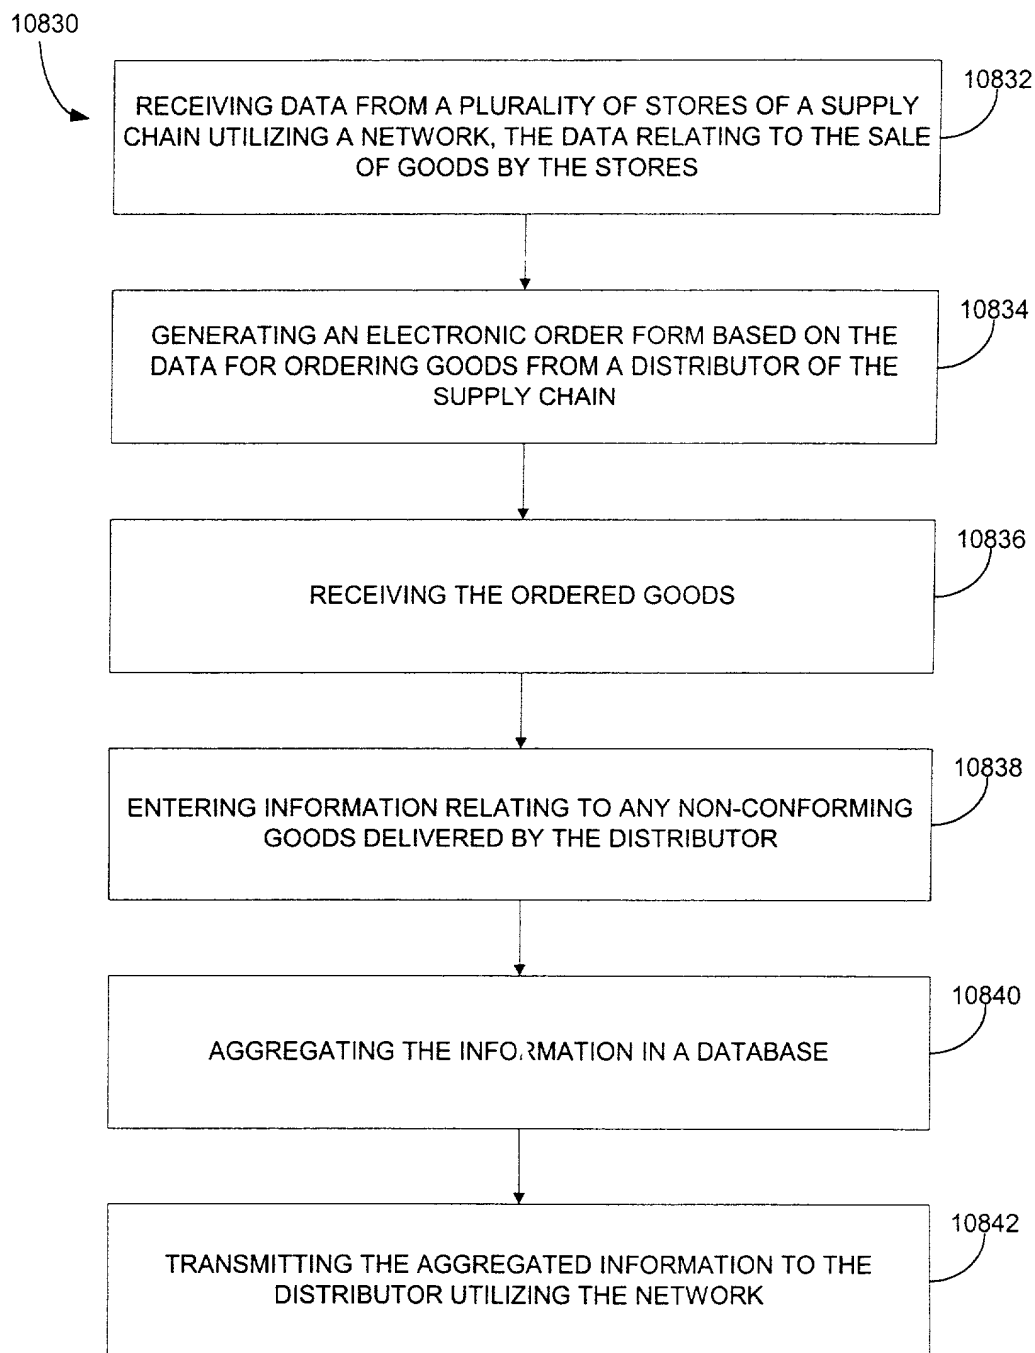 10830
10832
RECEIVING DATA FROM A PLURALITY OF STORES OF A SUPPLY
CHAIN UTILIZING A NETWORK, THE DATA RELATING TO THE SALE
OF GOODS BY THE STORES
10834
GENERATING AN ELECTRONIC ORDER FORM BASED ON THE
DATA FOR ORDERING GOODS FROM A DISTRIBUTOR OF THE
SUPPLY CHAIN
10836
RECEIVING THE ORDERED GOODS
10838
ENTERING INFORMATION RELATING TO ANY NON-CONFORMING
GOODS DELIVERED BY THE DISTRIBUTOR
10840
AGGREGATING THE INFORMATION IN A DATABASE
10842
TRANSMITTING THE AGGREGATED INFORMATION TO THE
DISTRIBUTOR UTILIZING THE NETWORK